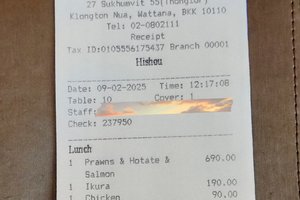 27 Sukhumvit 55(Thonglor)
Klongton Nua, Wattana, BKK 10110
Tel: 02-0802111
Receipt
Tax ID:0105556175437 Branch 00001
Hishou
Date: 09-02-2025 Time: 12:17:08
Table: 10 Cover: 1
Staff:
Check: 237950
Lunch
1 Prawns & Hotate & 690.00
Salmon
1 Ikura 190.00
1 Chicken 90.00